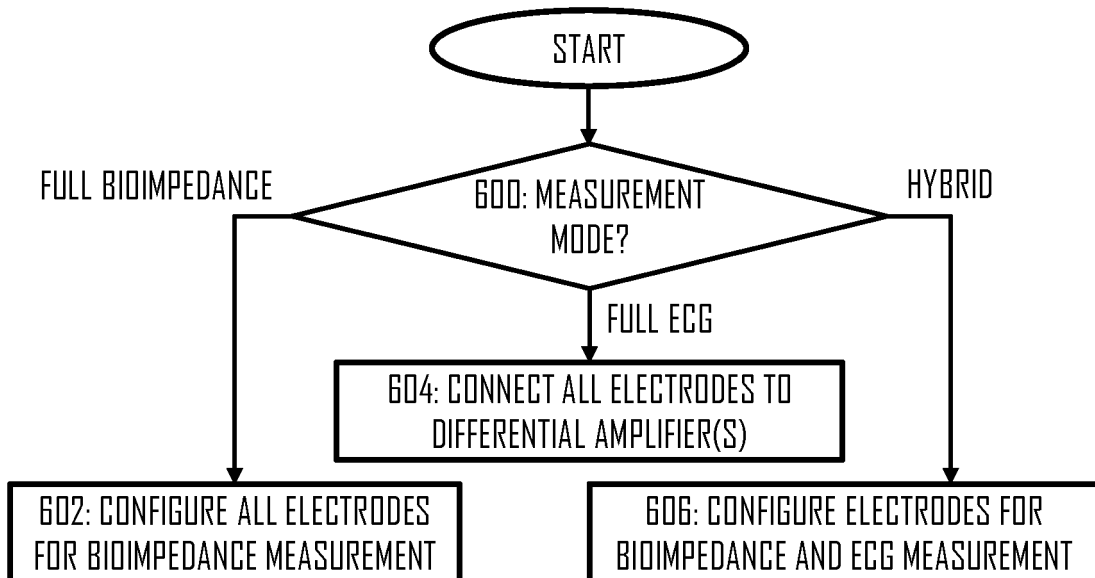 START
600: MEASUREMENT
MODE?
FULL BIOIMPEDANCE
HYBRID
FULL ECG
604: CONNECT ALL ELECTRODES TO
DIFFERENTIAL AMPLIFIER(S)
602: CONFIGURE ALL ELECTRODES
FOR BIOIMPEDANCE MEASUREMENT
606: CONFIGURE ELECTRODES FOR
BIOIMPEDANCE AND ECG MEASUREMENT